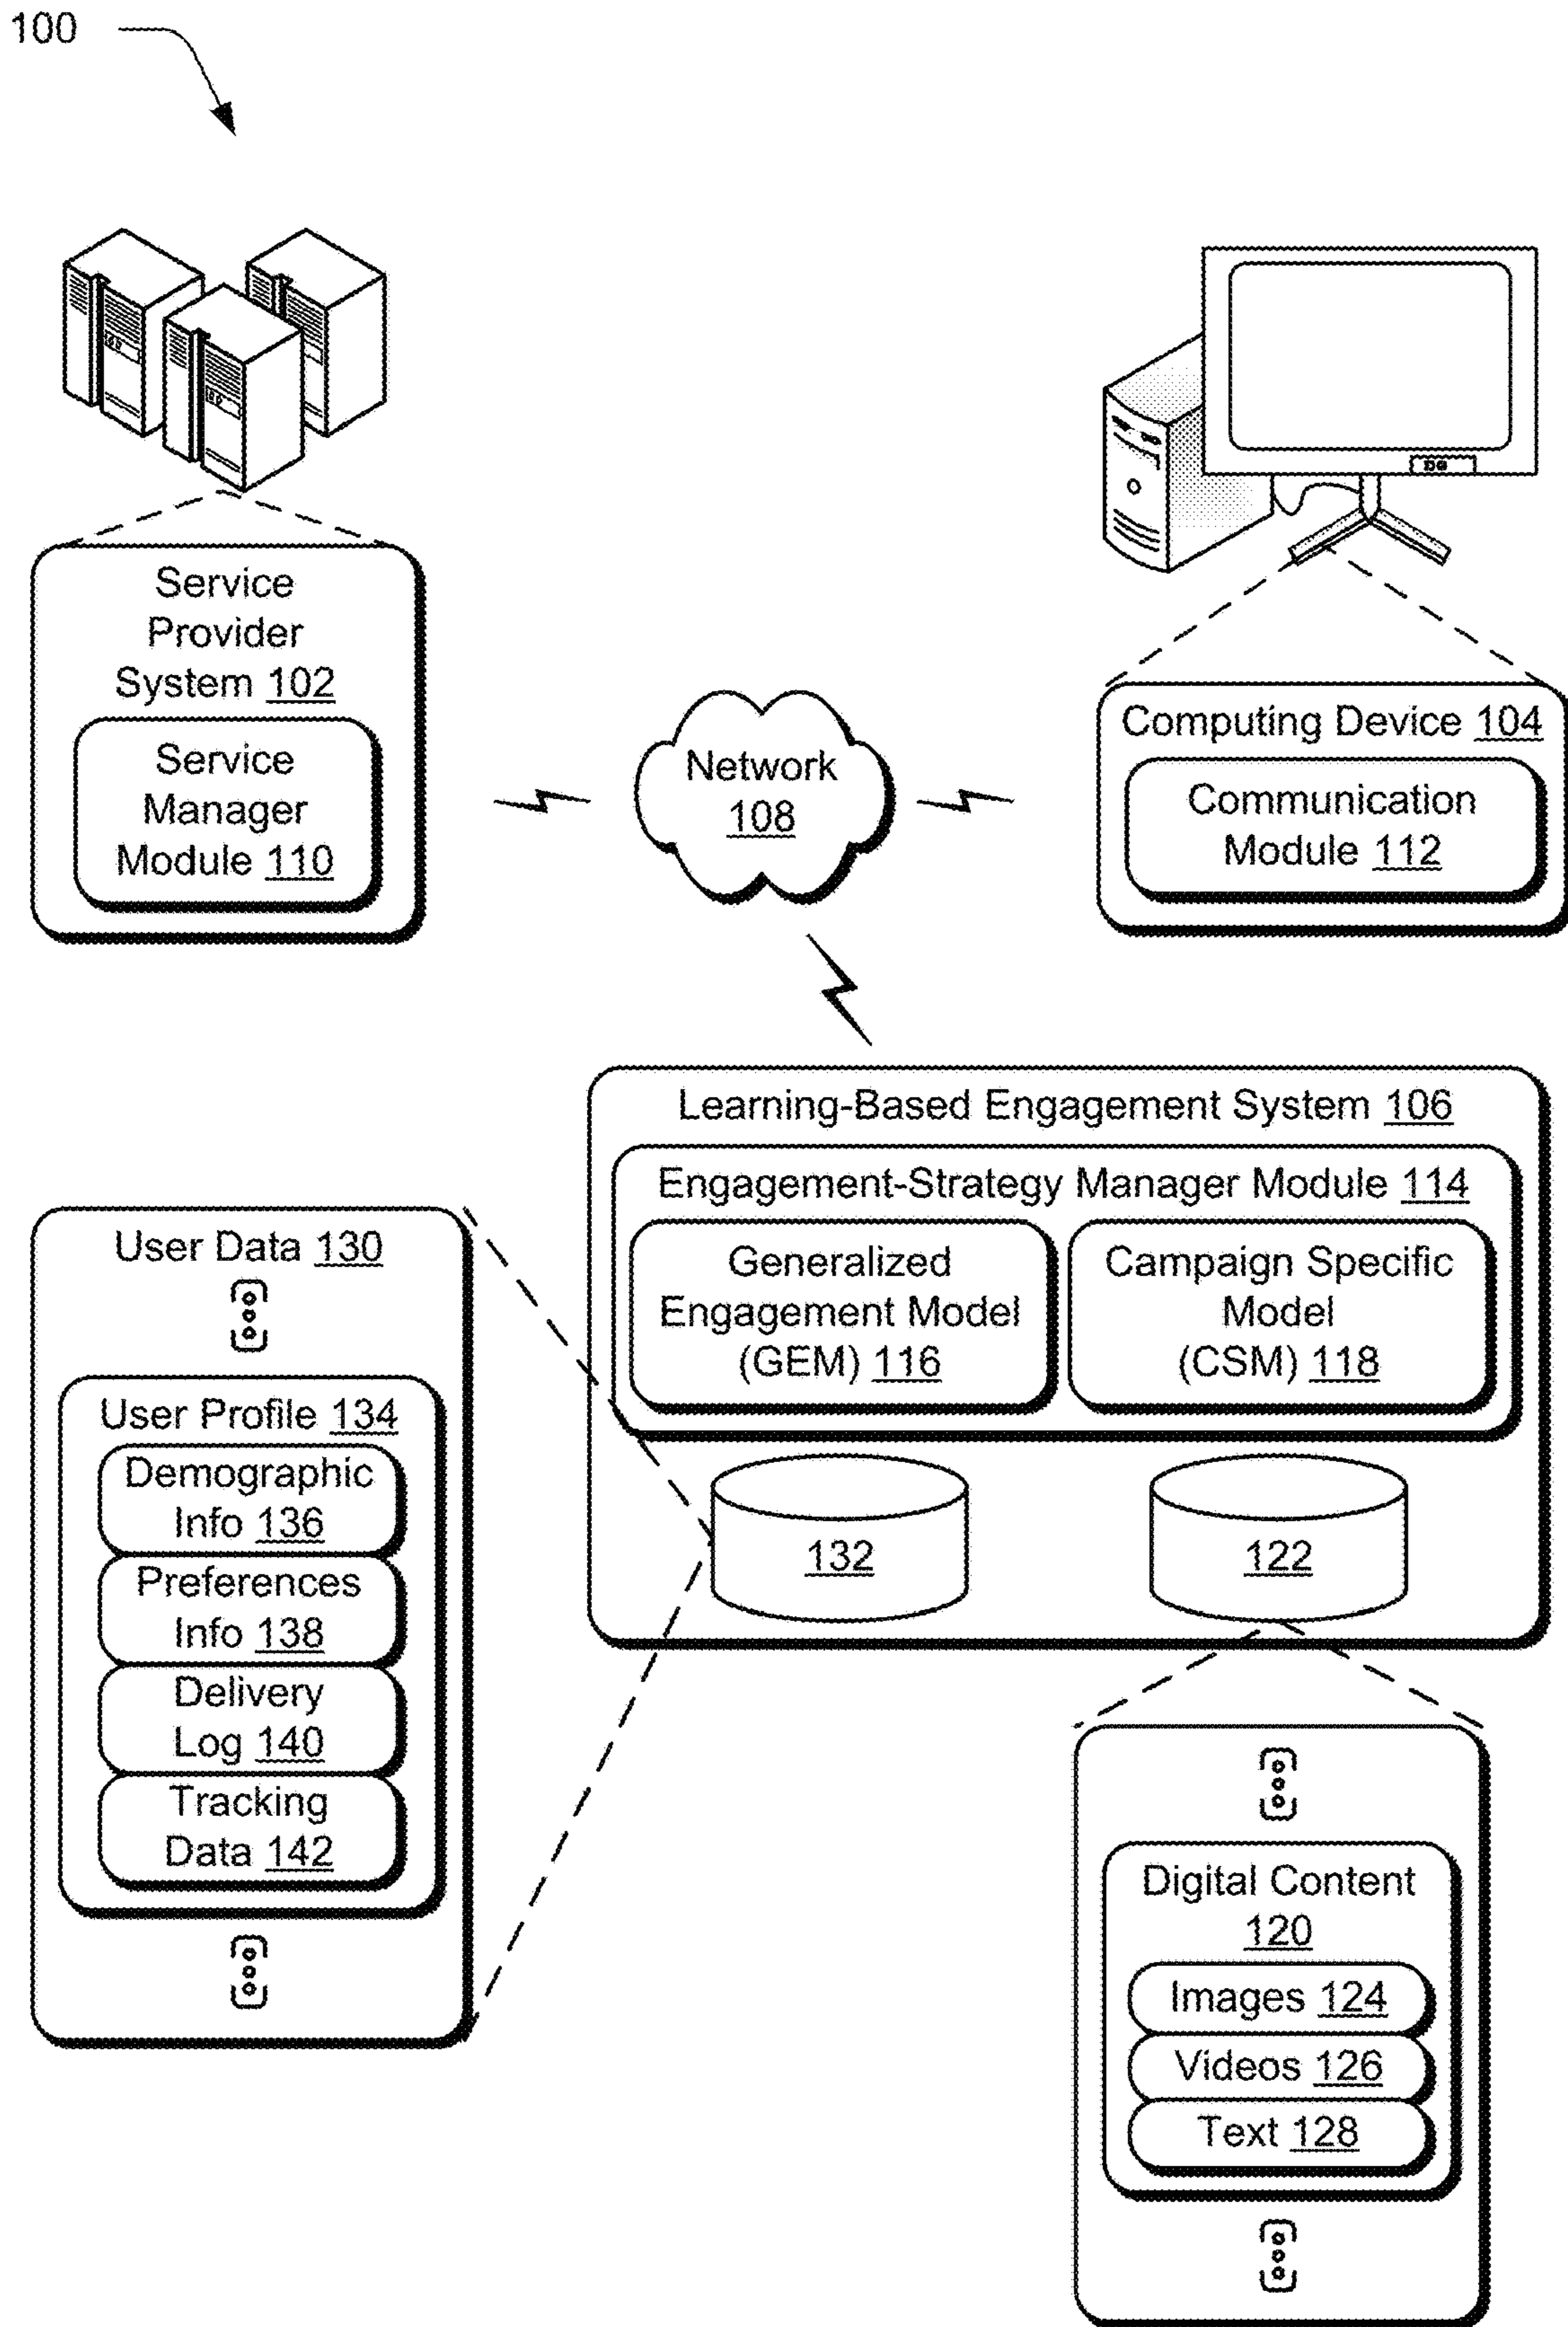 100
Service
Provider
System 102
Service
Manager
Module 110
Network
108
Computing Device 104
Communication
Module 112
Learning-Based Engagement System 106
Engagement-Strategy Manager Module 114
Generalized
Engagement Model
(GEM) 116
Campaign Specific
Model
(CSM) 118
132
122
User Data 130
User Profile 134
Demographic
Info 136
Preferences
Info 138
Delivery
Log 140
Tracking
Data 142
Digital Content
120
Images 124
Videos 126
Text 128